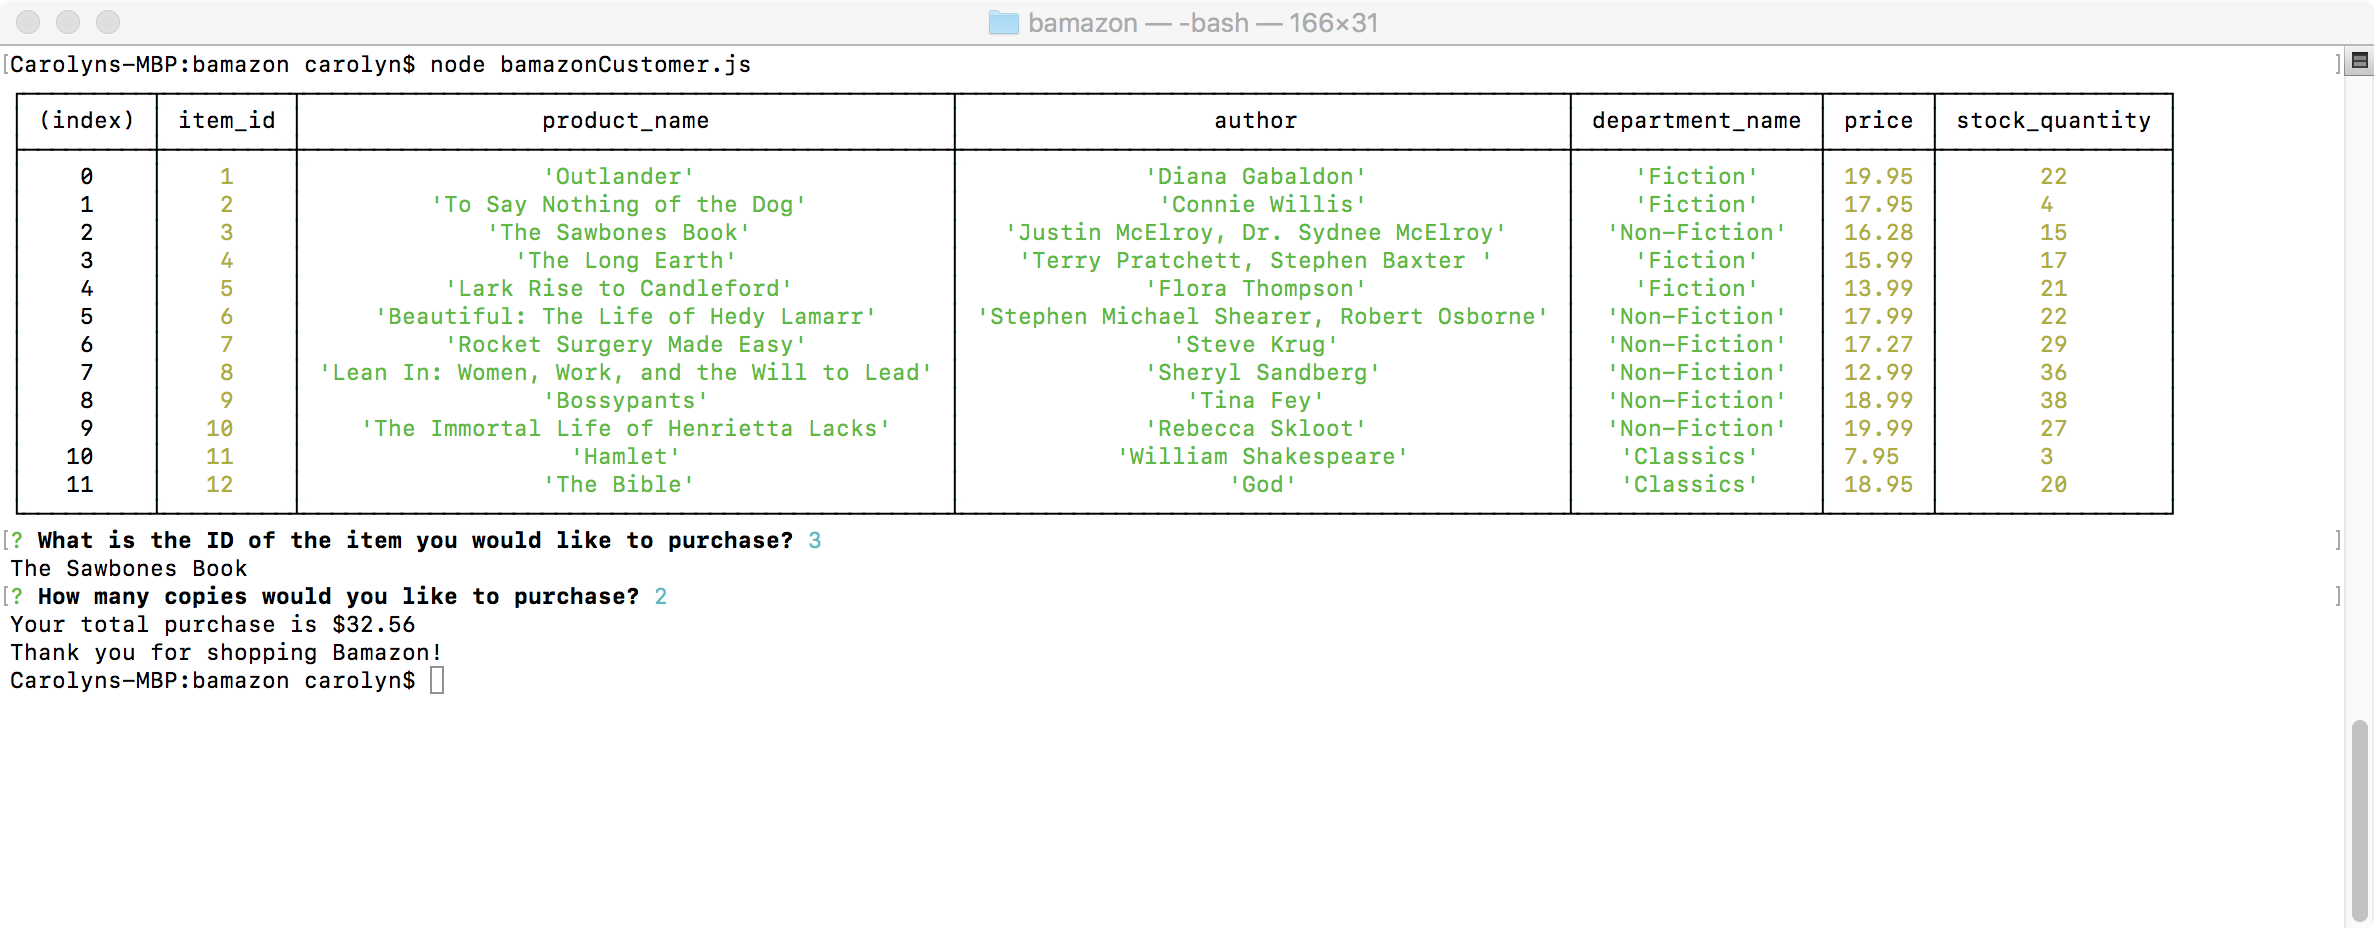 bamazon — -bash — 166×31
Carolyns-MBP:bamazon carolyn$ node bamazonCustomer.js
(index) item_id product_name author department_name price stock_quantity
0 1 'Outlander' 'Diana Gabaldon' 'Fiction' 19.95 22
1 2 'To Say Nothing of the Dog' 'Connie Willis' 'Fiction' 17.95 4
2 3 'The Sawbones Book' 'Justin McElroy, Dr. Sydnee McElroy' 'Non-Fiction' 16.28 15
3 4 'The Long Earth' 'Terry Pratchett, Stephen Baxter ' 'Fiction' 15.99 17
4 5 'Lark Rise to Candleford' 'Flora Thompson' 'Fiction' 13.99 21
5 6 'Beautiful: The Life of Hedy Lamarr' 'Stephen Michael Shearer, Robert Osborne' 'Non-Fiction' 17.99 22
6 7 'Rocket Surgery Made Easy' 'Steve Krug' 'Non-Fiction' 17.27 29
7 8 'Lean In: Women, Work, and the Will to Lead' 'Sheryl Sandberg' 'Non-Fiction' 12.99 36
8 9 'Bossypants' 'Tina Fey' 'Non-Fiction' 18.99 38
9 10 'The Immortal Life of Henrietta Lacks' 'Rebecca Skloot' 'Non-Fiction' 19.99 27
10 11 'Hamlet' 'William Shakespeare' 'Classics' 7.95 3
11 12 'The Bible' 'God' 'Classics' 18.95 20
? What is the ID of the item you would like to purchase? 3
The Sawbones Book
? How many copies would you like to purchase? 2
Your total purchase is $32.56
Thank you for shopping Bamazon!
Carolyns-MBP:bamazon carolyn$